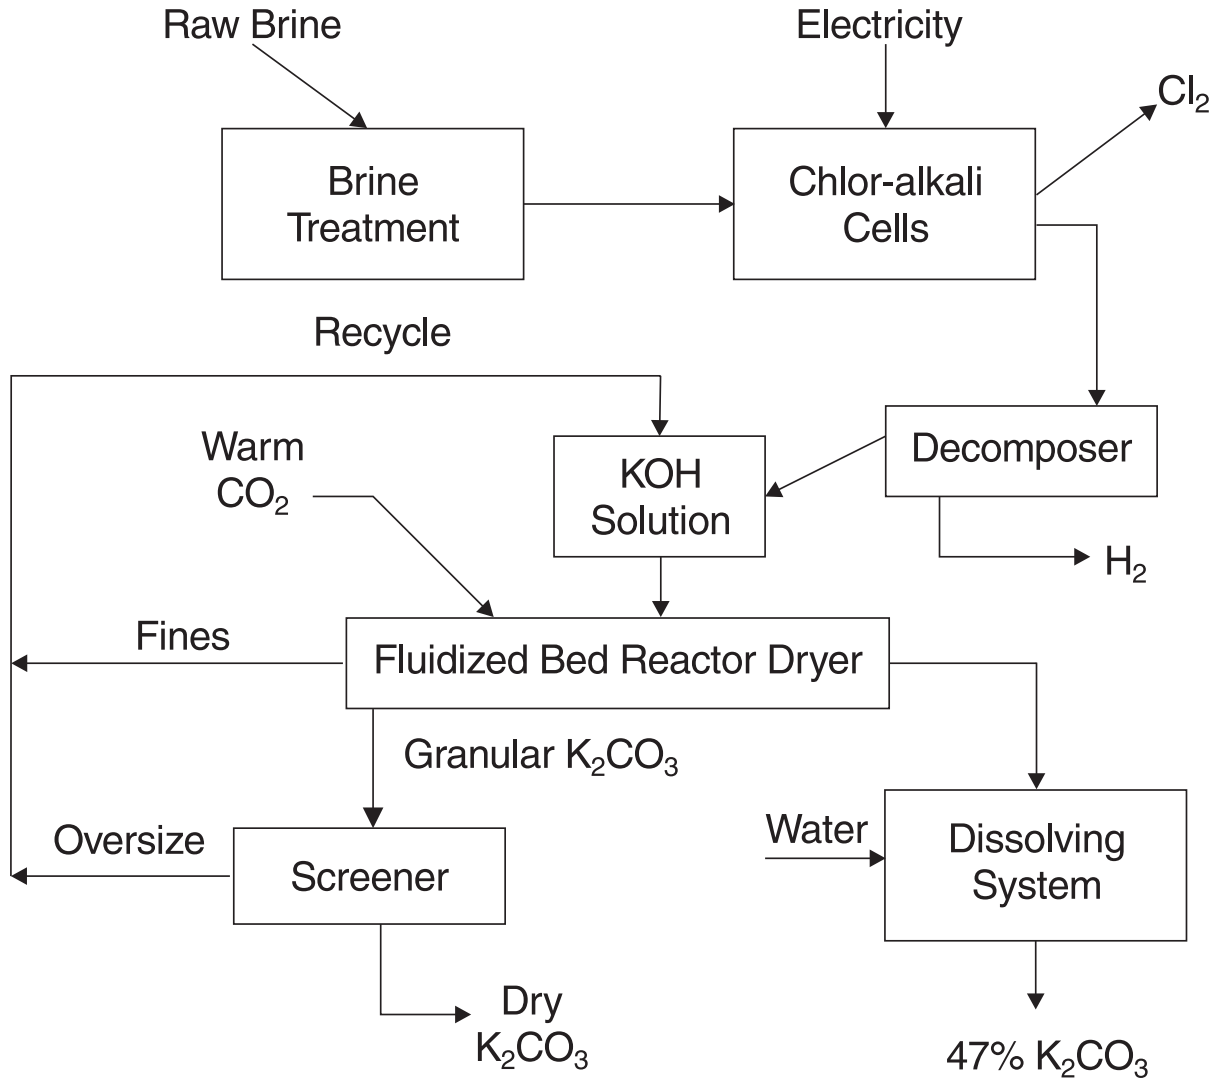 Raw Brine
Electricity
Cl₂
Brine
Treatment
Chlor-alkali
Cells
Recycle
Warm
CO₂
KOH
Solution
Decomposer
H₂
Fines
Fluidized Bed Reactor Dryer
Granular K₂CO₃
Oversize
Screener
Water
Dissolving
System
Dry
K₂CO₃
47% K₂CO₃